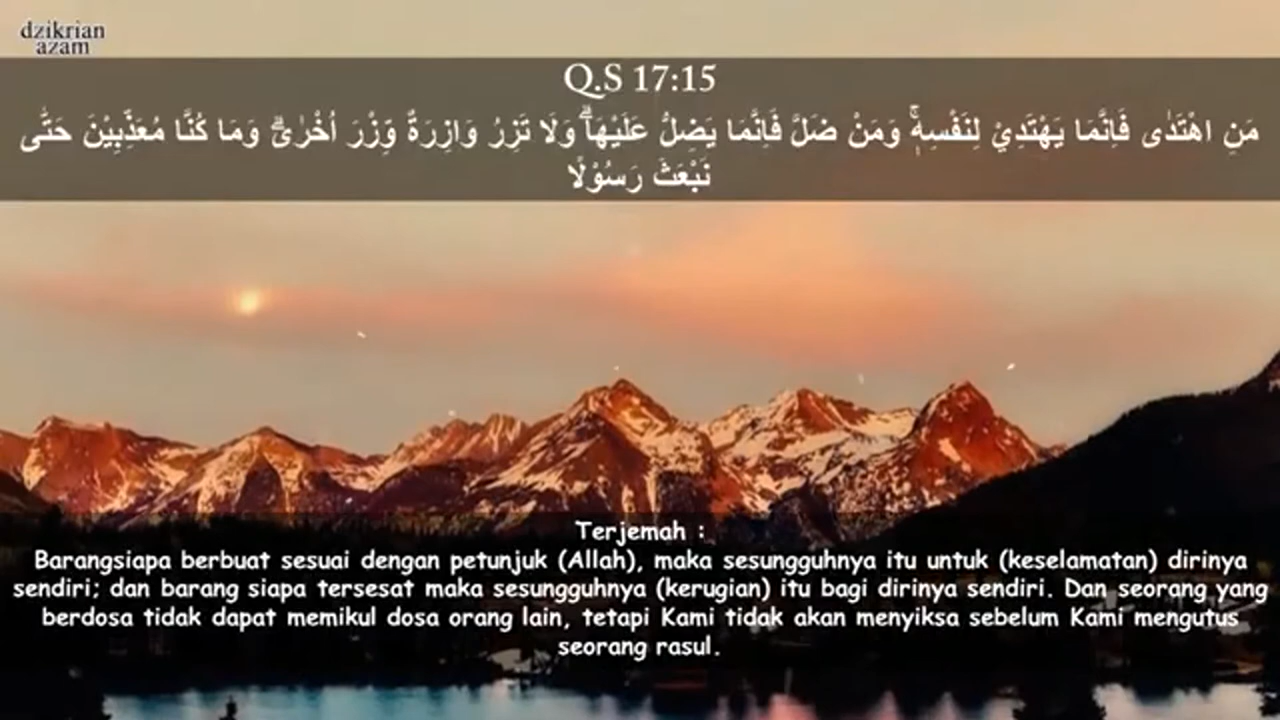 dzikrian
azam
Q.S 17:15
مَنِ اهْتَدٰى فَاِنَّمَا يَهْتَدِيْ لِنَفْسِهٖۚ وَمَنْ ضَلَّ فَاِنَّمَا يَضِلُّ عَلَيْهَاۗ وَلَا تَزِرُ وَازِرَةٌ وِّزْرَ اُخْرٰىۗ وَمَا كُنَّا مُعَذِّبِيْنَ حَتّٰى
نَبْعَثَ رَسُوْلًا
Terjemah :
Barangsiapa berbuat sesuai dengan petunjuk (Allah), maka sesungguhnya itu untuk (keselamatan) dirinya
sendiri; dan barang siapa tersesat maka sesungguhnya (kerugian) itu bagi dirinya sendiri. Dan seorang yang
berdosa tidak dapat memikul dosa orang lain, tetapi Kami tidak akan menyiksa sebelum Kami mengutus
seorang rasul.